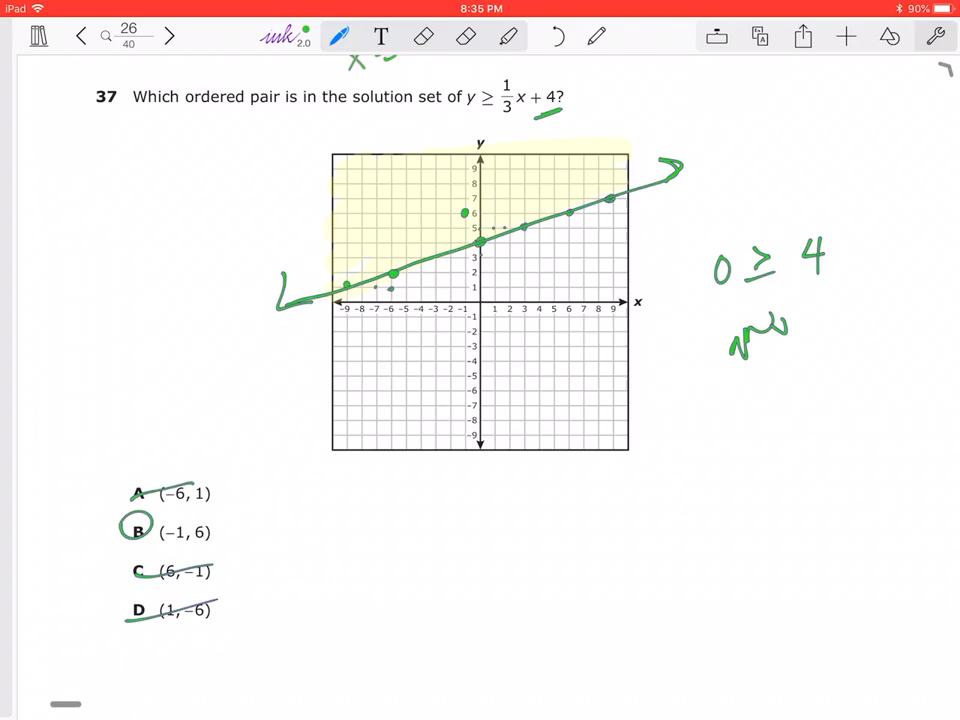 iPad 8:35 PM 90%
26
40
ink 2.0 T
x
37 Which ordered pair is in the solution set of y ≥ 1/3 x + 4?
y
9
8
7
6
5
3
2
1
-9 -8 -7 -6 -5 -4 -3 -2 -1 1 2 3 4 5 6 7 8 9 x
-1
-2
-3
-4
-5
-6
-7
-8
-9
0 ≥ 4
no
A (−6, 1)
B (−1, 6)
C (6, −1)
D (1, −6)